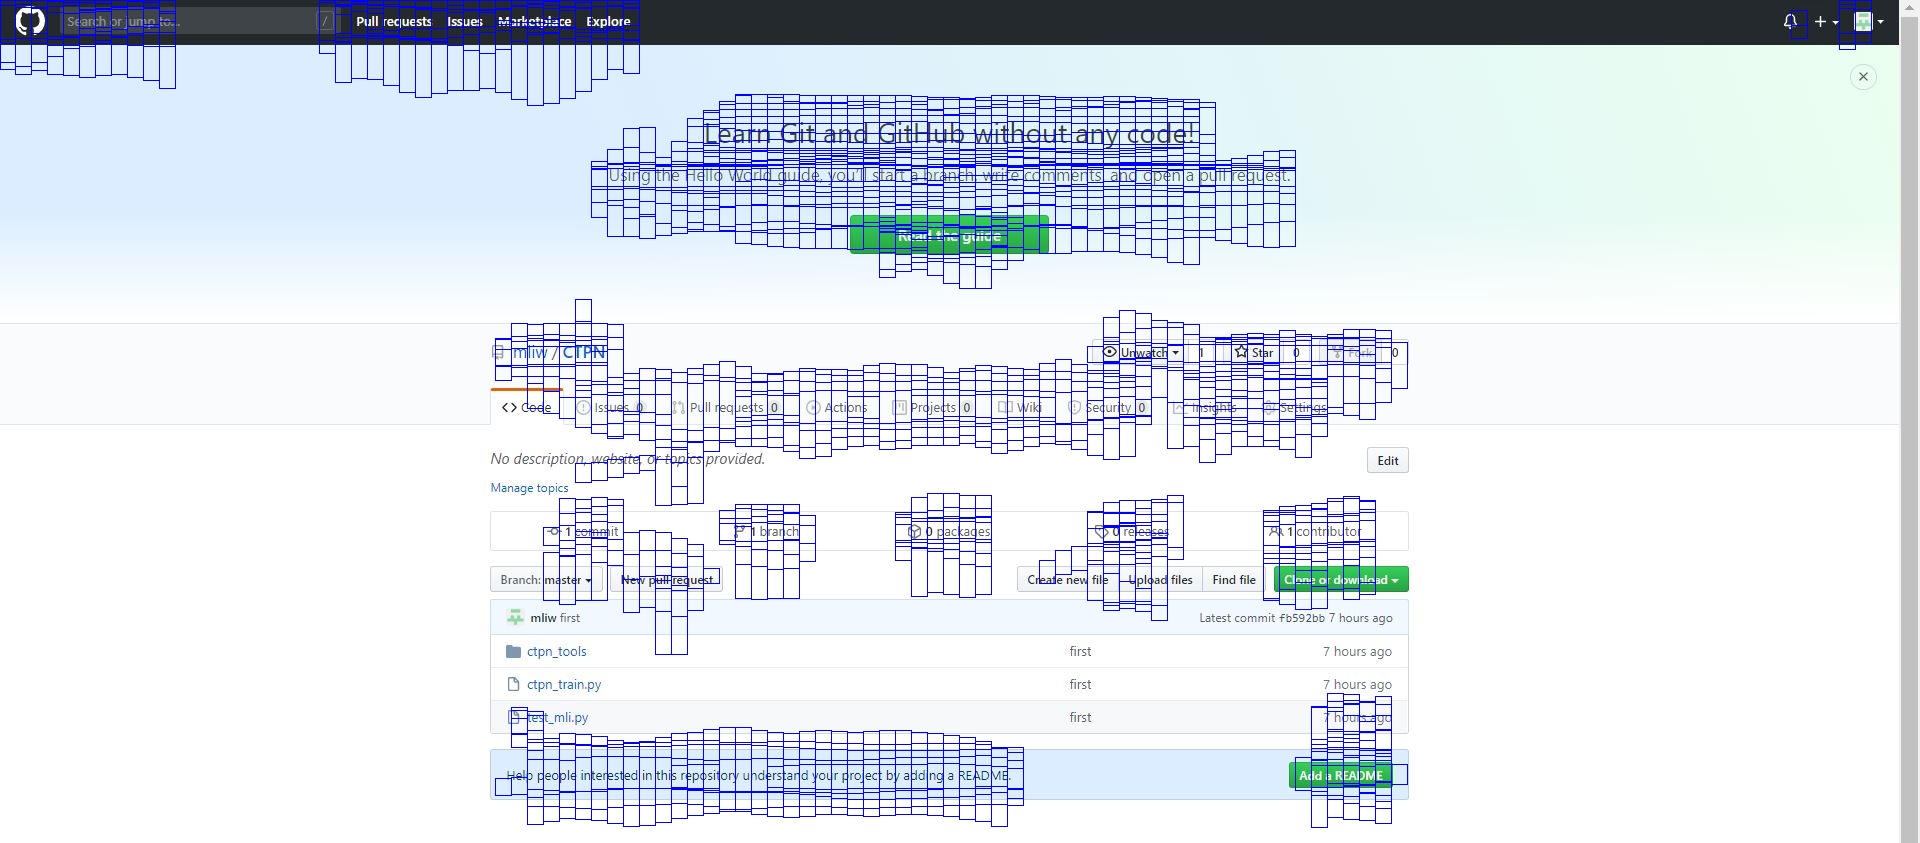 Search or jump to... /
Pull requests Issues Marketplace Explore
Learn Git and GitHub without any code!
Using the Hello World guide, you'll start a branch, write comments, and open a pull request.
Read the guide
mliw / CTPN
Unwatch 1 Star 0 Fork 0
Code Issues 0 Pull requests 0 Actions Projects 0 Wiki Security 0 Insights Settings
No description, website, or topics provided.
Edit
Manage topics
1 commit 1 branch 0 packages 0 releases 1 contributor
Branch: master New pull request Create new file Upload files Find file Clone or download
mliw first Latest commit fb592bb 7 hours ago
ctpn_tools first 7 hours ago
ctpn_train.py first 7 hours ago
test_mli.py first 7 hours ago
Help people interested in this repository understand your project by adding a README.
Add a README